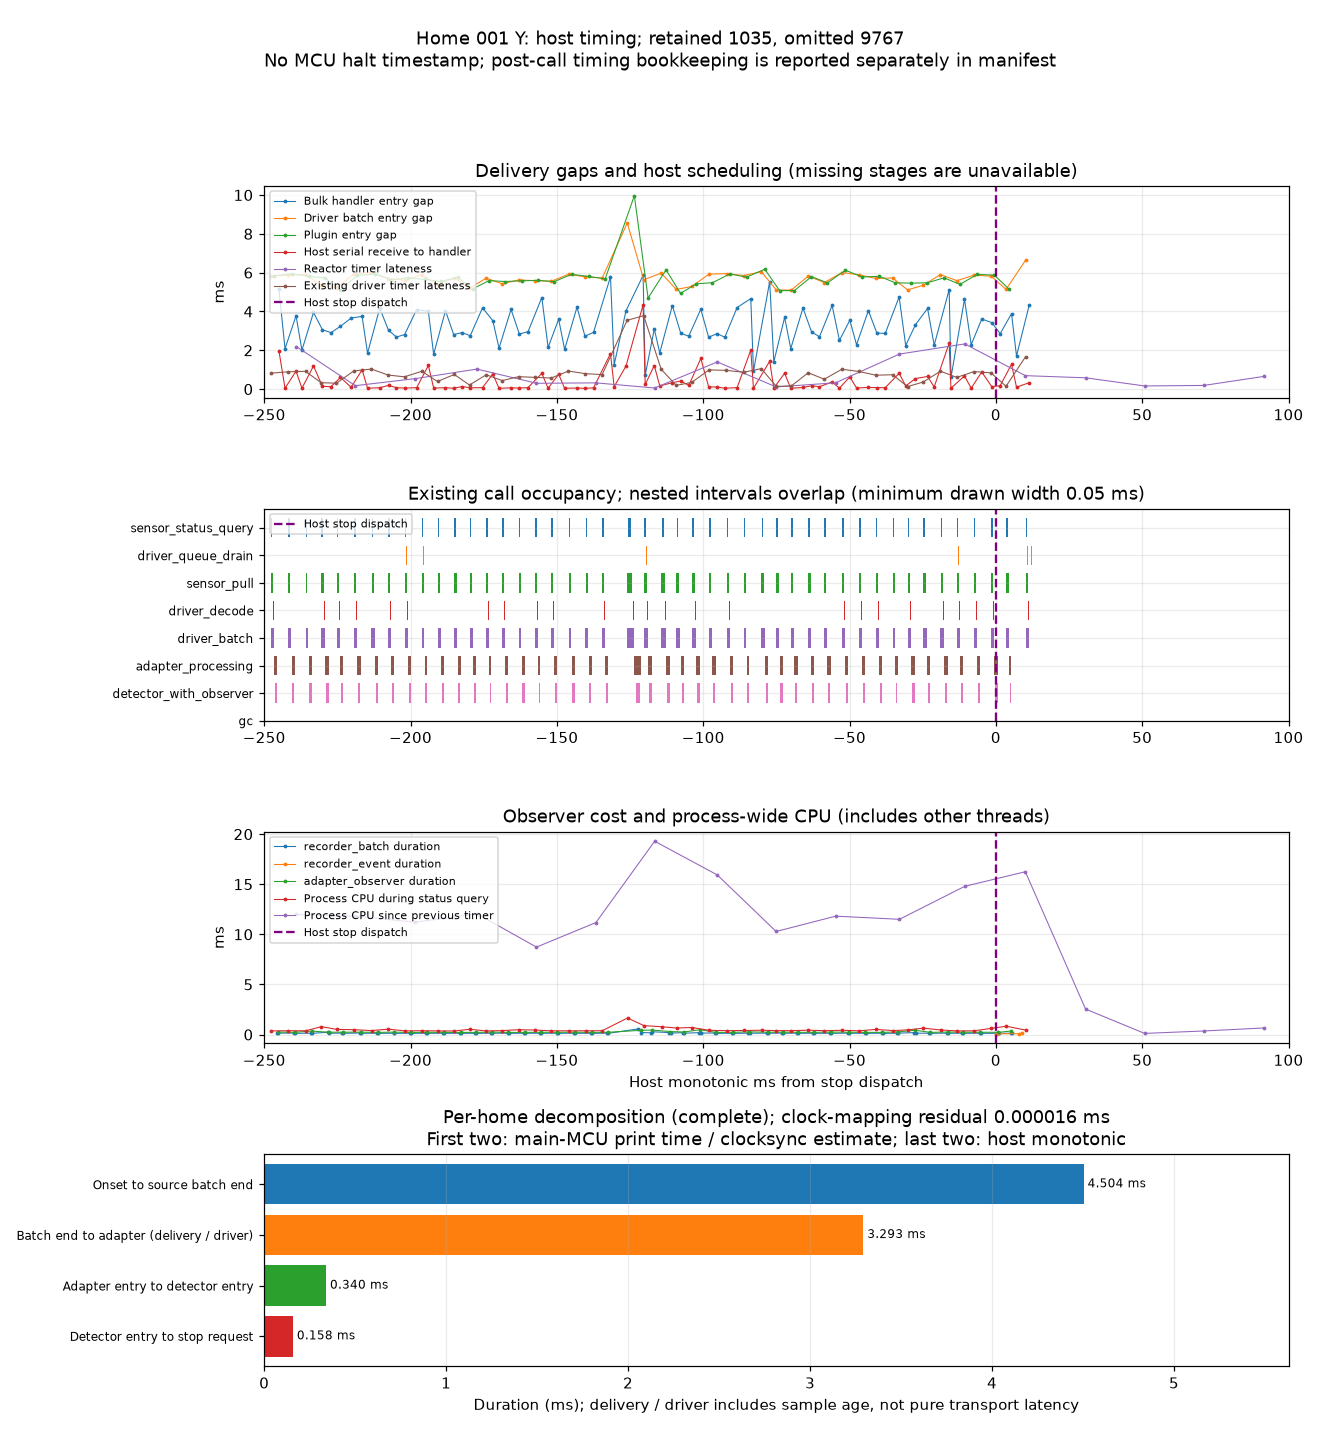 Home 001 Y: host timing; retained 1035, omitted 9767
No MCU halt timestamp; post-call timing bookkeeping is reported separately in manifest
Delivery gaps and host scheduling (missing stages are unavailable)
10
8
6
4
2
0
ms
Bulk handler entry gap
Driver batch entry gap
Plugin entry gap
Host serial receive to handler
Reactor timer lateness
Existing driver timer lateness
Host stop dispatch
−250 −200 −150 −100 −50 0 50 100
Existing call occupancy; nested intervals overlap (minimum drawn width 0.05 ms)
Host stop dispatch
sensor_status_query
driver_queue_drain
sensor_pull
driver_decode
driver_batch
adapter_processing
detector_with_observer
gc
−250 −200 −150 −100 −50 0 50 100
Observer cost and process-wide CPU (includes other threads)
20
15
10
5
0
ms
recorder_batch duration
recorder_event duration
adapter_observer duration
Process CPU during status query
Process CPU since previous timer
Host stop dispatch
−250 −200 −150 −100 −50 0 50 100
Host monotonic ms from stop dispatch
Per-home decomposition (complete); clock-mapping residual 0.000016 ms
First two: main-MCU print time / clocksync estimate; last two: host monotonic
Onset to source batch end 4.504 ms
Batch end to adapter (delivery / driver) 3.293 ms
Adapter entry to detector entry 0.340 ms
Detector entry to stop request 0.158 ms
0 1 2 3 4 5
Duration (ms); delivery / driver includes sample age, not pure transport latency